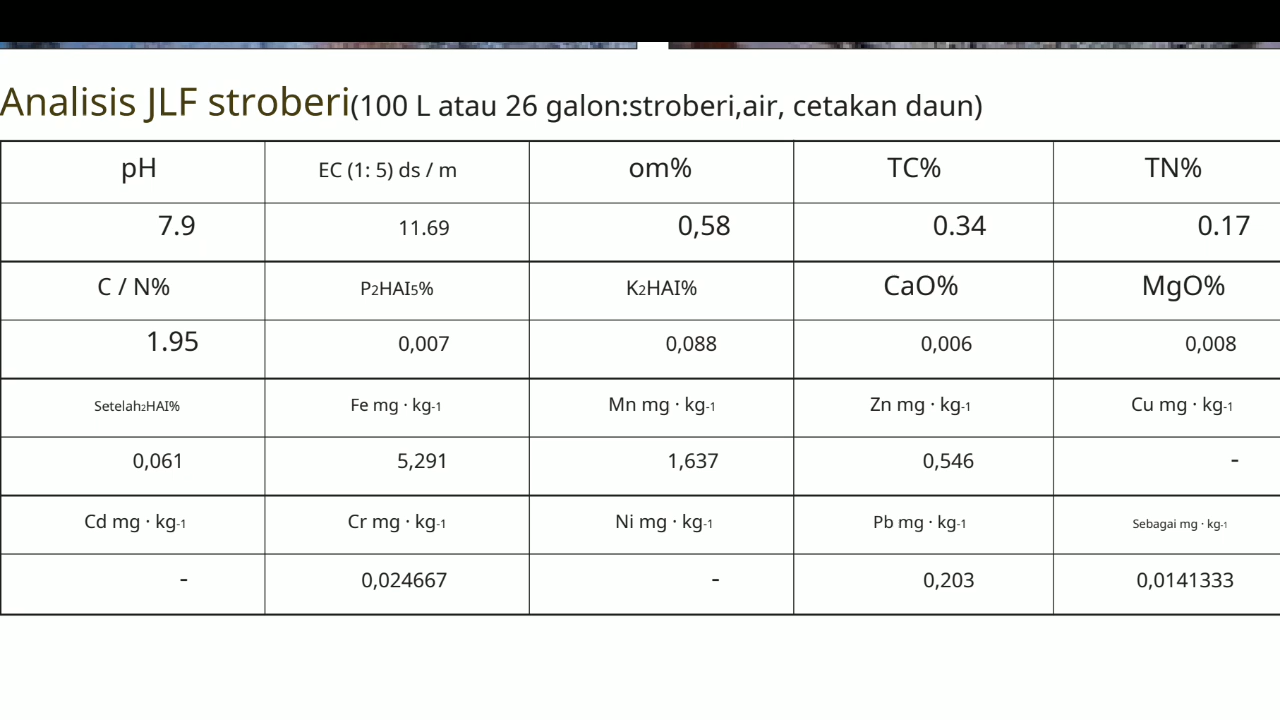 Analisis JLF stroberi(100 L atau 26 galon:stroberi,air, cetakan daun)
pH EC (1: 5) ds / m om% TC% TN%
7.9 11.69 0,58 0.34 0.17
C / N% P2HAI5% K2HAI% CaO% MgO%
1.95 0,007 0,088 0,006 0,008
Setelah2HAI% Fe mg · kg-1 Mn mg · kg-1 Zn mg · kg-1 Cu mg · kg-1
0,061 5,291 1,637 0,546 -
Cd mg · kg-1 Cr mg · kg-1 Ni mg · kg-1 Pb mg · kg-1 Sebagai mg · kg-1
- 0,024667 - 0,203 0,0141333